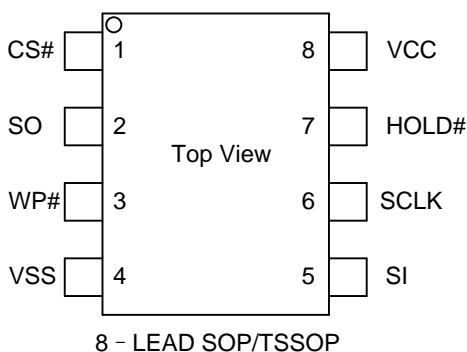 CS# 1 8 VCC
SO 2 7 HOLD#
Top View
WP# 3 6 SCLK
VSS 4 5 SI
8 – LEAD SOP/TSSOP